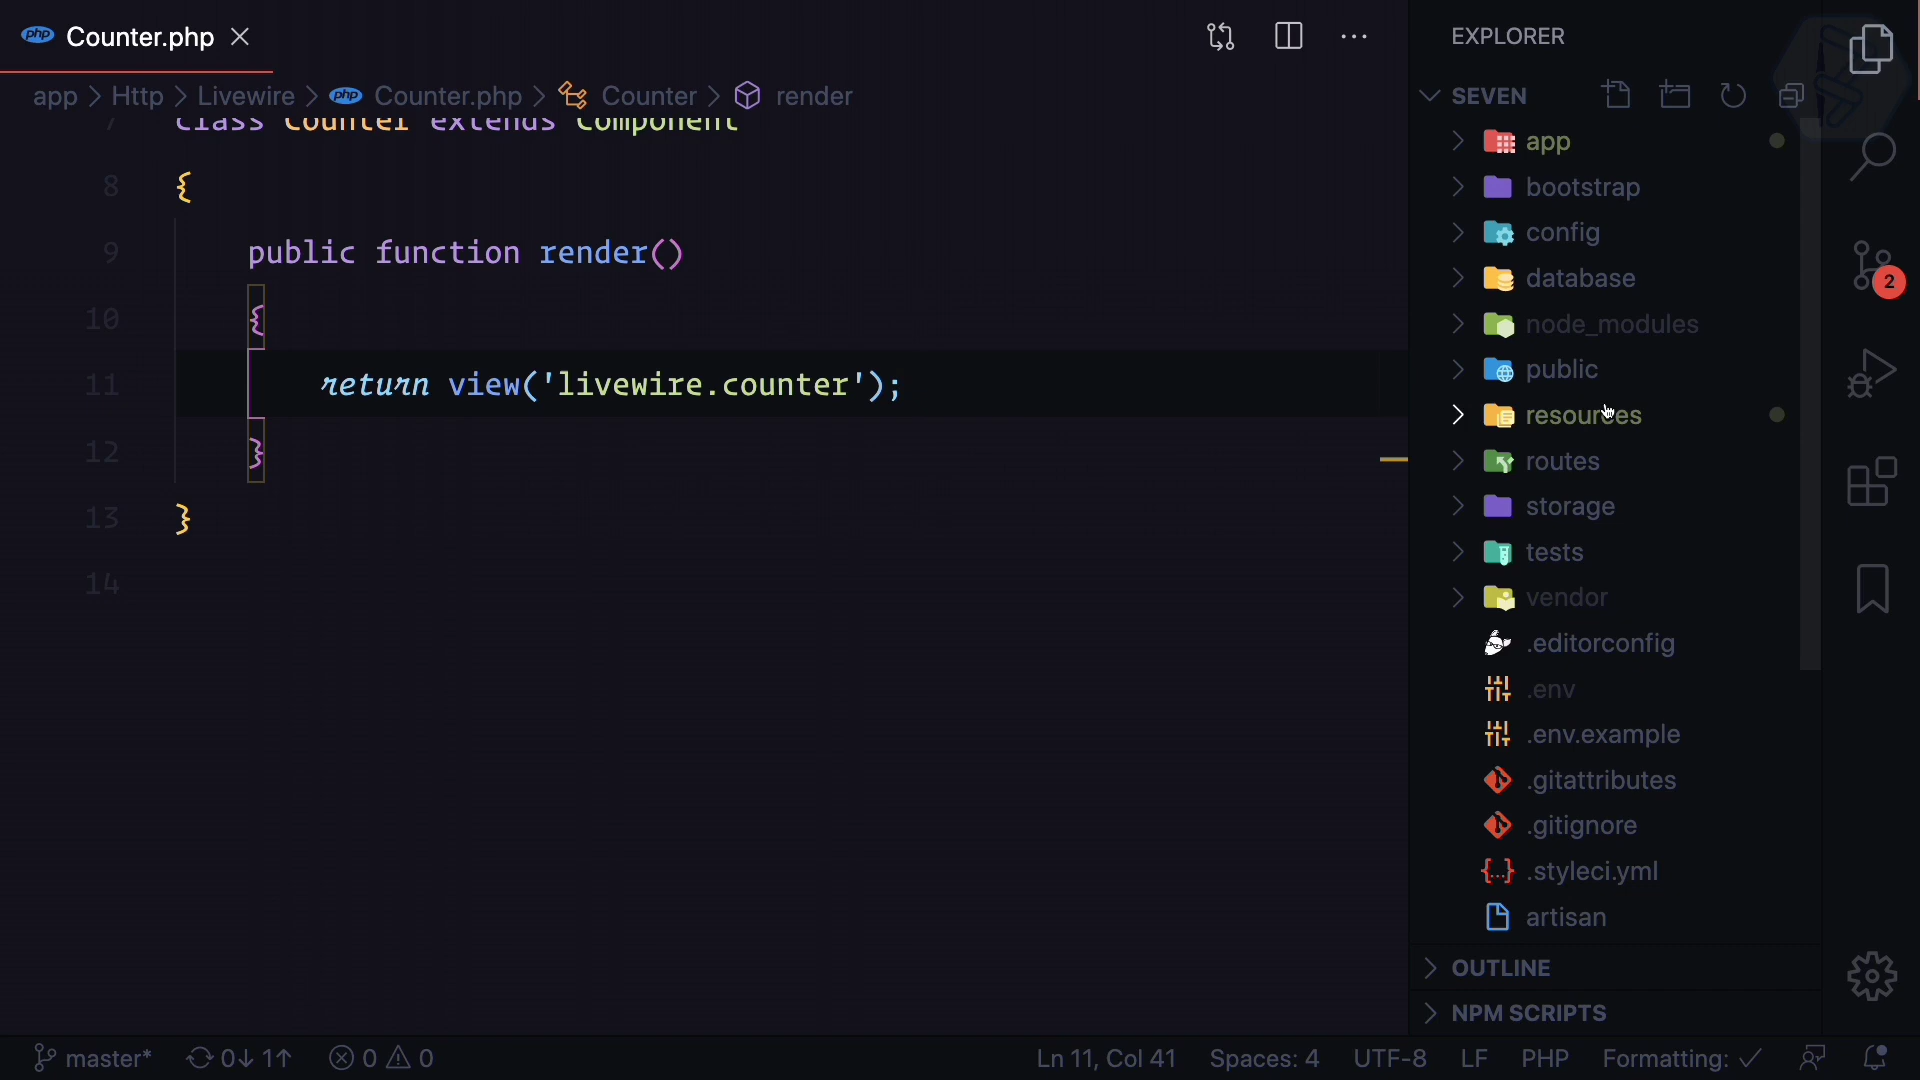 php Counter.php
app > Http > Livewire > php Counter.php > Counter > render
7 class Counter extends Component
8 {
9 public function render()
10 {
11 return view('livewire.counter');
12 }
13 }
14
EXPLORER
SEVEN
app
bootstrap
config
database
node_modules
public
resources
routes
storage
tests
vendor
.editorconfig
.env
.env.example
.gitattributes
.gitignore
.styleci.yml
artisan
OUTLINE
NPM SCRIPTS
2
master* 0↓ 1↑ 0 0 Ln 11, Col 41 Spaces: 4 UTF-8 LF PHP Formatting: ✓